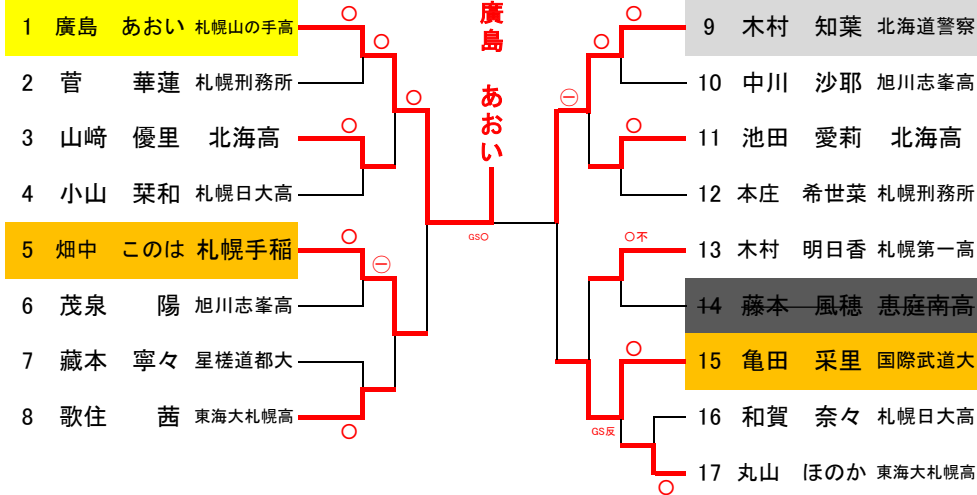 1 廣島 あおい 札幌山の手高
2 菅 華蓮 札幌刑務所
3 山﨑 優里 北海高
4 小山 栞和 札幌日大高
5 畑中 このは 札幌手稲
6 茂泉 陽 旭川志峯高
7 藏本 寧々 星槎道都大
8 歌住 茜 東海大札幌高
○
○
○
○
○
㊀
○
廣島 あおい
GS○
9 木村 知葉 北海道警察
10 中川 沙耶 旭川志峯高
11 池田 愛莉 北海高
12 本庄 希世菜 札幌刑務所
13 木村 明日香 札幌第一高
14 藤本 風穂 恵庭南高
15 亀田 采里 国際武道大
16 和賀 奈々 札幌日大高
17 丸山 ほのか 東海大札幌高
○
○
㊀
○
○不
○
GS反
○